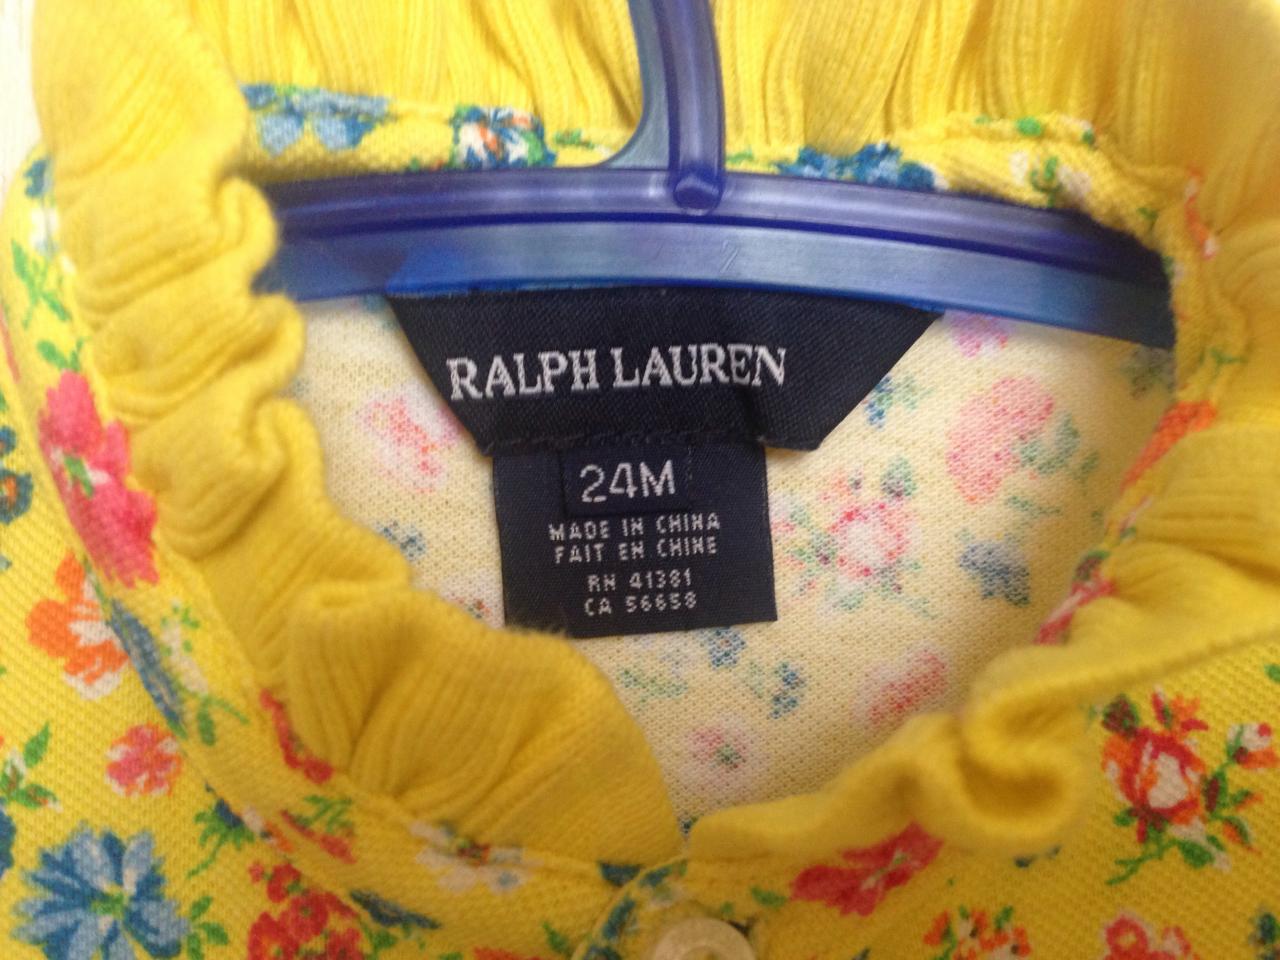 RALPH LAUREN
24M
MADE IN CHINA
FAIT EN CHINE
RN 41381
CA 56658